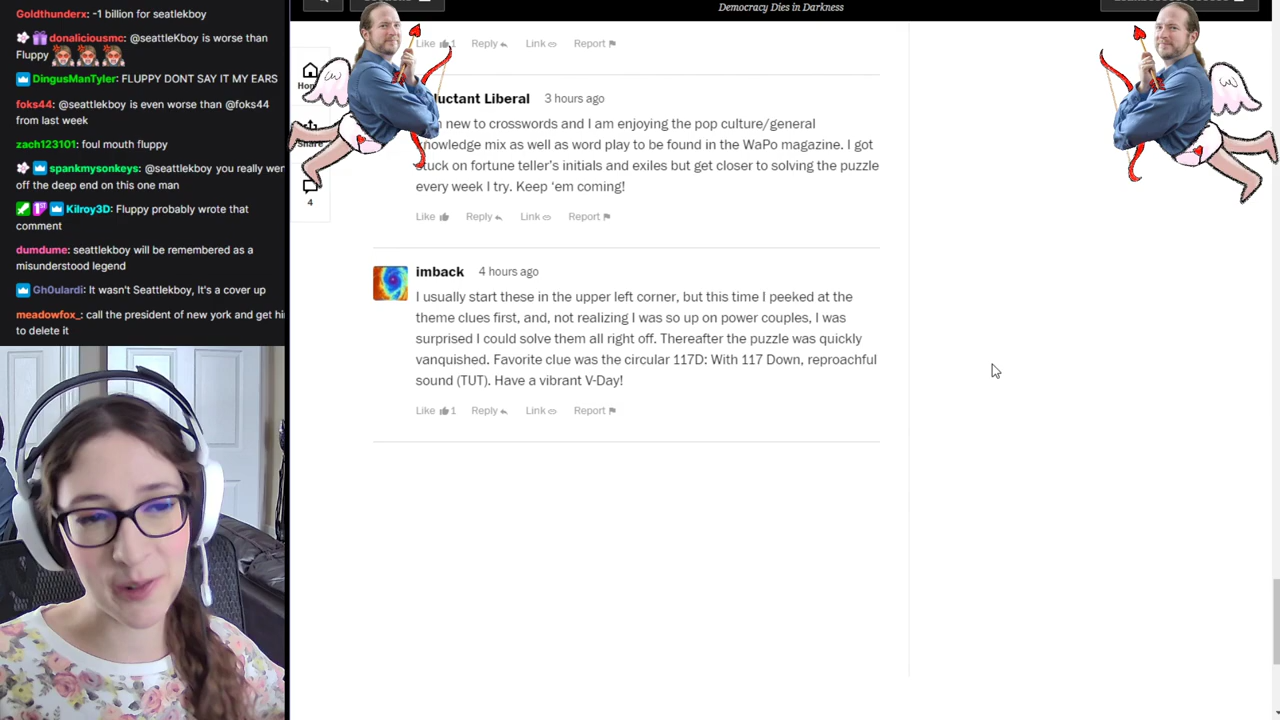 Goldthunderx: -1 billion for seatlekboy
donaliciousmc: @seattleKboy is worse than
Fluppy
DingusManTyler: FLUPPY DONT SAY IT MY EARS
foks44: @seattlekboy is even worse than @foks44
from last week
zach123101: foul mouth fluppy
spankmysonkeys: @seattlekboy you really wen
off the deep end on this one
man
Kilroy3D: Fluppy probably wrote that
comment
dumdume: seattlekboy will be remembered as a
misunderstood legend
Gh0ulardi: It wasn't Seattlekboy, It's a cover up
meadowfox_: call the president of new york and get him
to delete it
Democracy Dies in Darkness
Like 1 Reply Link Report
Share
4
uctant Liberal 3 hours ago
new to crosswords and I am enjoying the pop culture/general
knowledge mix as well as word play to be found in the WaPo magazine. I got
stuck on fortune teller's initials and exiles but get closer to solving the puzzle
every week I try. Keep 'em coming!
Like Reply Link Report
imback 4 hours ago
I usually start these in the upper left corner, but this time I peeked at the
theme clues first, and, not realizing I was so up on power couples, I was
surprised I could solve them all right off. Thereafter the puzzle was quickly
vanquished. Favorite clue was the circular 117D: With 117 Down, reproachful
sound (TUT). Have a vibrant V-Day!
Like 1 Reply Link Report